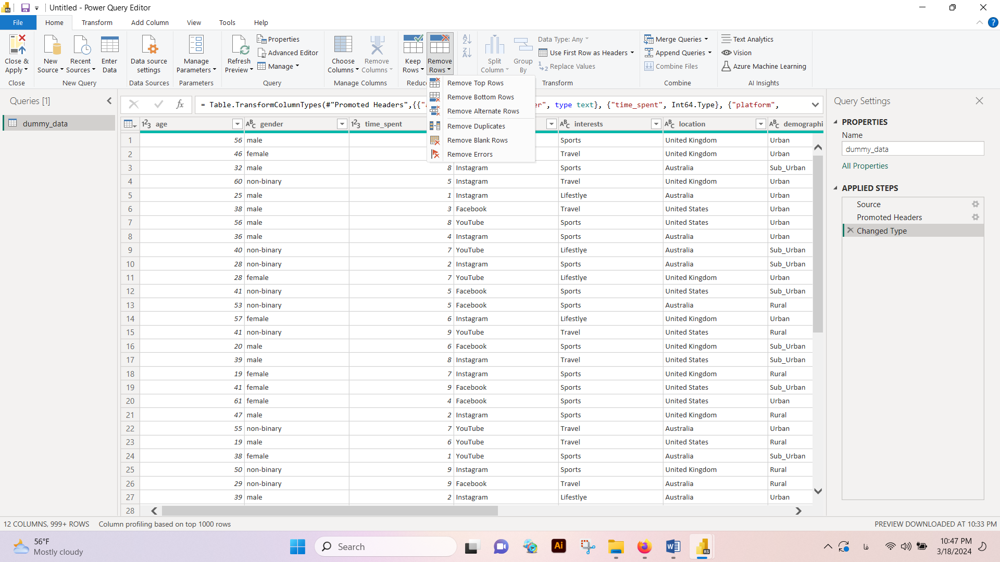 Untitled - Power Query Editor
File Home Transform Add Column View Tools Help
Close & Apply
New Source
Recent Sources
Enter Data
Data source settings
Manage Parameters
Refresh Preview
Properties
Advanced Editor
Manage
Choose Columns
Remove Columns
Keep Rows
Remove Rows
Split Column
Group By
Data Type: Any
Use First Row as Headers
Replace Values
Merge Queries
Append Queries
Combine Files
Text Analytics
Vision
Azure Machine Learning
Close New Query Data Sources Parameters Query Manage Columns Reduc Transform Combine AI Insights
Remove Top Rows
Remove Bottom Rows
Remove Alternate Rows
Remove Duplicates
Remove Blank Rows
Remove Errors
Queries [1]
dummy_data
= Table.TransformColumnTypes(#"Promoted Headers",{{" er", type text}, {"time_spent", Int64.Type}, {"platform",
age gender time_spent interests location demographi
1 56 male Sports United Kingdom Urban
2 46 female Travel United Kingdom Urban
3 32 male 8 Instagram Sports Australia Sub_Urban
4 60 non-binary 5 Instagram Travel United Kingdom Urban
5 25 male 1 Instagram Lifestlye Australia Urban
6 38 male 3 Facebook Travel United States Urban
7 56 male 8 YouTube Sports United States Urban
8 36 male 4 Instagram Sports Australia Urban
9 40 non-binary 7 YouTube Lifestlye Australia Sub_Urban
10 28 non-binary 2 Instagram Sports Australia Sub_Urban
11 28 female 7 YouTube Lifestlye United Kingdom Urban
12 41 non-binary 5 Facebook Sports United States Sub_Urban
13 53 non-binary 5 Facebook Sports Australia Rural
14 57 female 6 Instagram Lifestlye United Kingdom Urban
15 41 non-binary 9 YouTube Travel United States Rural
16 20 male 6 Facebook Sports United Kingdom Sub_Urban
17 39 male 8 Instagram Travel United States Sub_Urban
18 19 female 7 Instagram Sports United Kingdom Rural
19 41 female 9 Facebook Sports United States Sub_Urban
20 61 female 4 Facebook Sports United States Urban
21 47 male 2 Instagram Sports United Kingdom Rural
22 55 non-binary 7 YouTube Travel Australia Urban
23 19 male 6 YouTube Travel United States Rural
24 38 female 1 YouTube Sports Australia Sub_Urban
25 50 non-binary 9 Instagram Sports United Kingdom Rural
26 29 non-binary 9 Facebook Travel Australia Rural
27 39 male 2 Instagram Lifestlye Australia Urban
28
Query Settings
PROPERTIES
Name
dummy_data
All Properties
APPLIED STEPS
Source
Promoted Headers
Changed Type
12 COLUMNS, 999+ ROWS Column profiling based on top 1000 rows PREVIEW DOWNLOADED AT 10:33 PM
56°F
Mostly cloudy
Search
فا
10:47 PM
3/18/2024